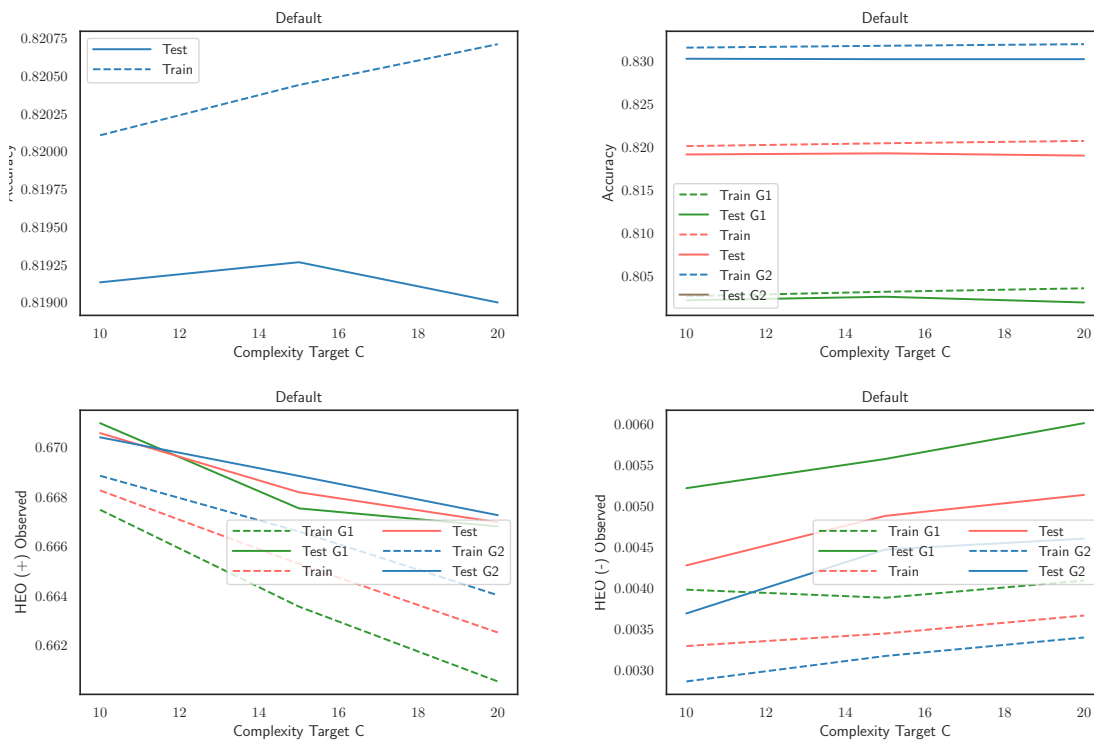 Default
0.82075
0.82050
0.82025
0.82000
0.81975
0.81950
0.81925
0.81900
Accuracy
Test
Train
10 12 14 16 18 20
Complexity Target C
Default
0.830
0.825
0.820
0.815
0.810
0.805
Accuracy
Train G1
Test G1
Train
Test
Train G2
Test G2
10 12 14 16 18 20
Complexity Target C
Default
0.670
0.668
0.666
0.664
0.662
HEO (+) Observed
Train G1 Test
Test G1 Train G2
Train Test G2
10 12 14 16 18 20
Complexity Target C
Default
0.0060
0.0055
0.0050
0.0045
0.0040
0.0035
0.0030
HEO (-) Observed
Train G1 Test
Test G1 Train G2
Train Test G2
10 12 14 16 18 20
Complexity Target C